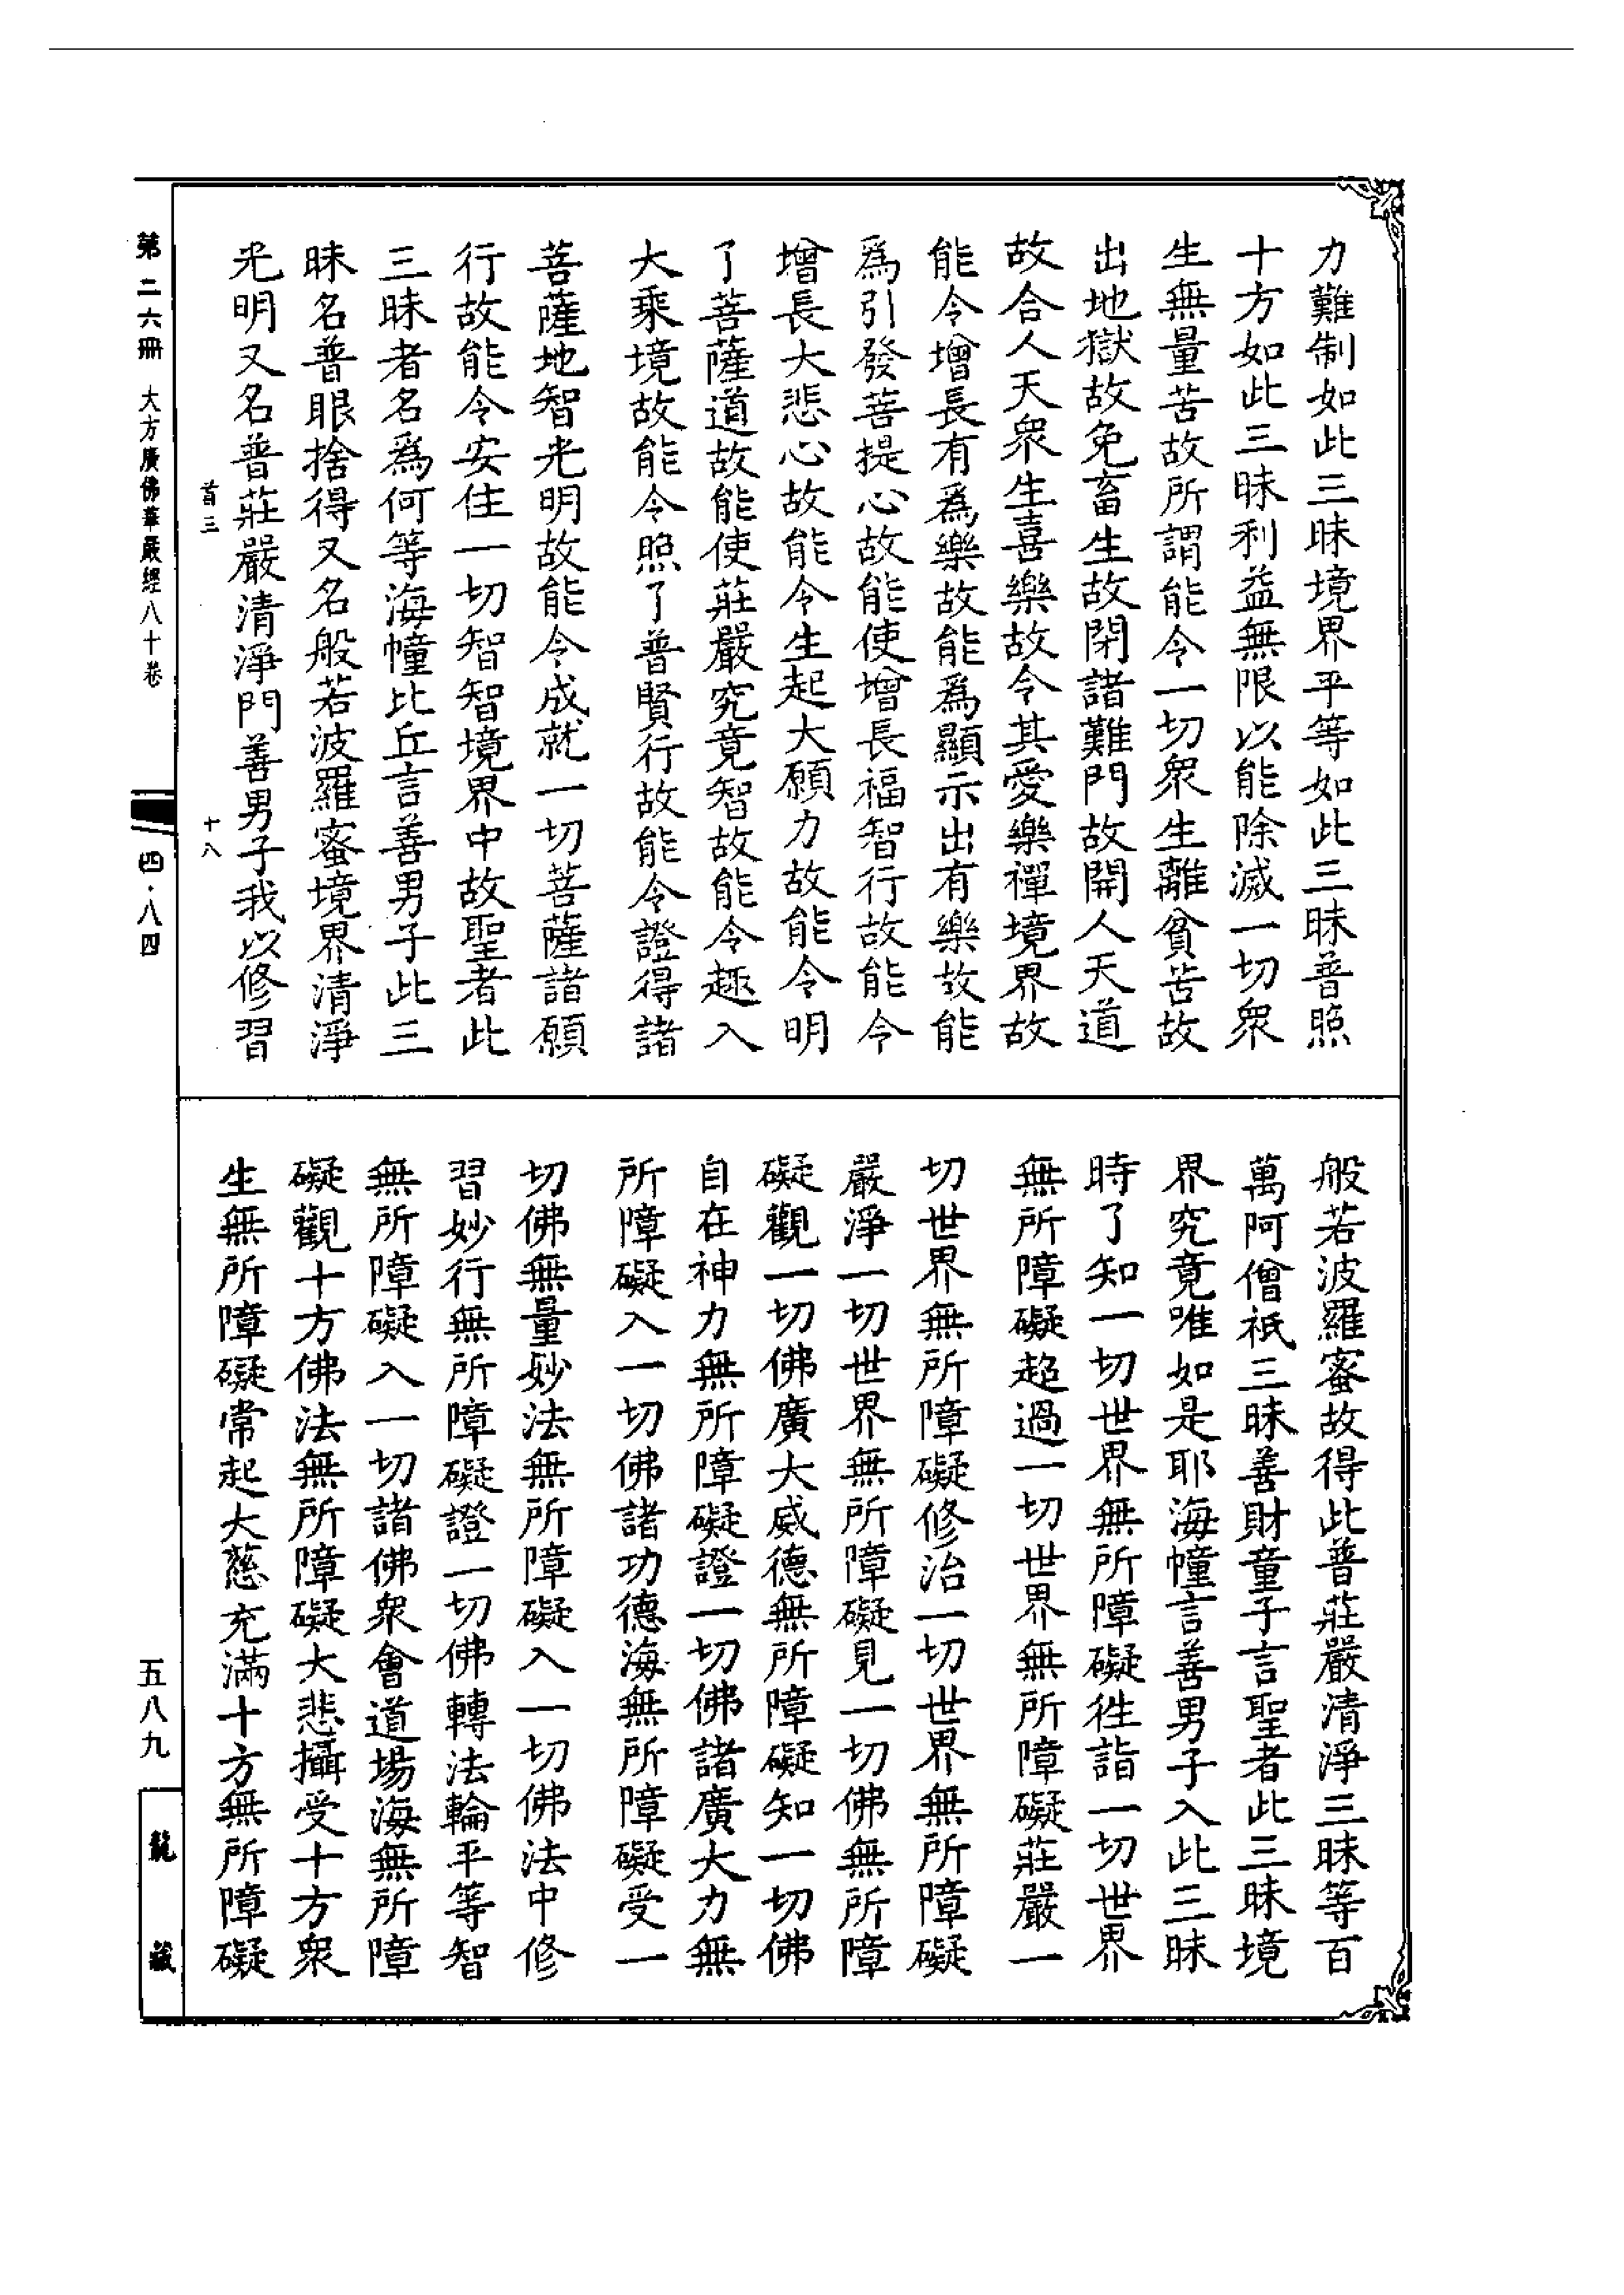 力難制如此三昧境界平等如此三昧普照
十方如此三昧利益無限以能除滅一切眾
生無量苦故所謂能令一切眾生離貧苦故
出地獄故免畜生故閉諸難門故開人天道
故合人天眾生喜樂故令其愛樂禪境界故
能令增長有為樂故能為顯示出有樂故能
為引發菩提心故能使增長福智行故能令
增長大悲心故能令生起大願力故能令明
了菩薩道故能使莊嚴究竟智故能令趣入
大乘境故能令照了普賢行故能令證得諸
菩薩地智光明故能令成就一切菩薩諸願
行故能令安住一切智智境界中故聖者此
三昧者名為何等海幢比丘言善男子此三
昧名普眼捨得又名般若波羅蜜境界清淨
光明又名普莊嚴清淨門善男子我以修習
般若波羅蜜故得此普莊嚴清淨三昧等百
萬阿僧祇三昧善財童子言聖者此三昧境
界究竟唯如是耶海幢言善男子入此三昧
時了知一切世界無所障礙往詣一切世界
無所障礙超過一切世界無所障礙莊嚴一
切世界無所障礙修治一切世界無所障礙
嚴淨一切世界無所障礙見一切佛無所障
礙觀一切佛廣大威德無所障礙知一切佛
自在神力無所障礙證一切佛諸廣大力無
所障礙入一切佛諸功德海無所障礙受一
切佛無量妙法無所障礙入一切佛法中修
習妙行無所障礙證一切佛轉法輪平等智
無所障礙入一切諸佛眾會道場海無所障
礙觀十方佛法無所障礙大悲攝受十方眾
生無所障礙常起大慈充滿十方無所障礙
首三
十八
第二六冊 大方廣佛華嚴經八十卷
四·八四
五八九
龍藏